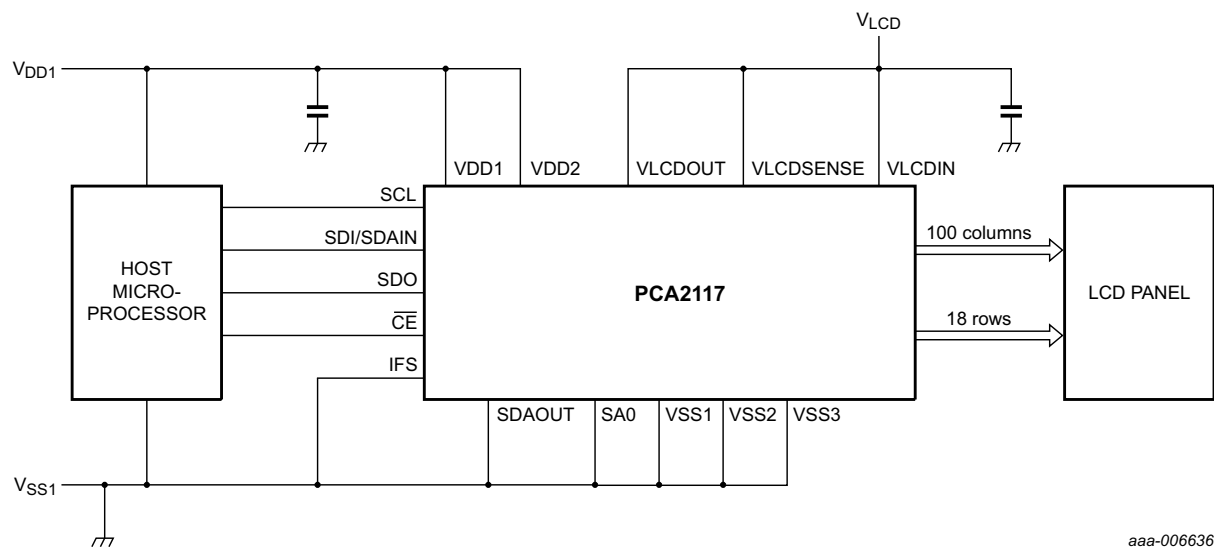 VLCD
VDD1
VDD1
VDD2
VLCDOUT
VLCDSENSE
VLCDIN
SCL
SDI/SDAIN
SDO
CE
IFS
HOST
MICRO-
PROCESSOR
PCA2117
100 columns
18 rows
LCD PANEL
SDAOUT
SA0
VSS1
VSS2
VSS3
VSS1
aaa-006636